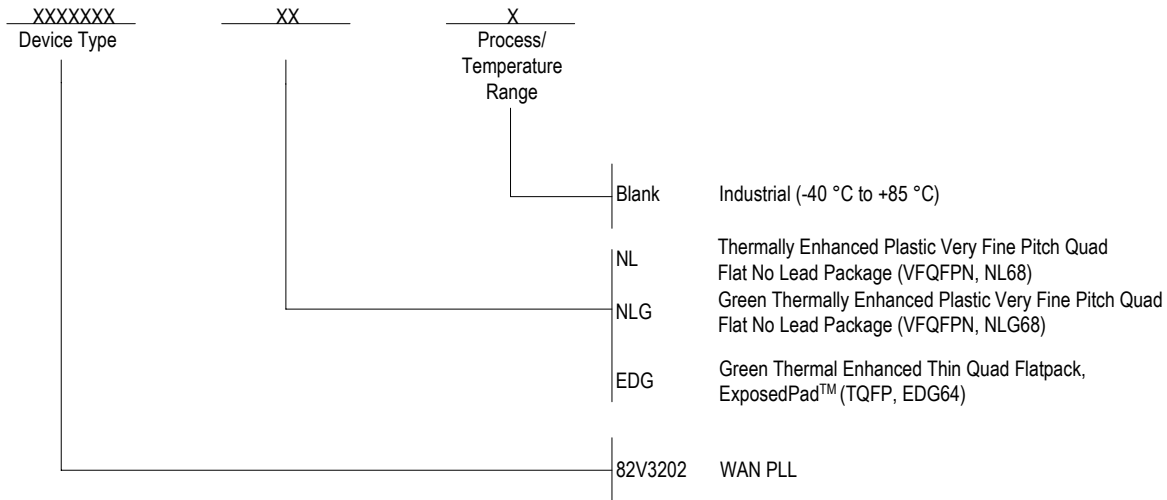 XXXXXXX XX X
Device Type
Process/
Temperature
Range
Blank Industrial (-40 °C to +85 °C)
NL Thermally Enhanced Plastic Very Fine Pitch Quad
Flat No Lead Package (VFQFPN, NL68)
NLG Green Thermally Enhanced Plastic Very Fine Pitch Quad
Flat No Lead Package (VFQFPN, NLG68)
EDG Green Thermal Enhanced Thin Quad Flatpack,
ExposedPad™ (TQFP, EDG64)
82V3202 WAN PLL